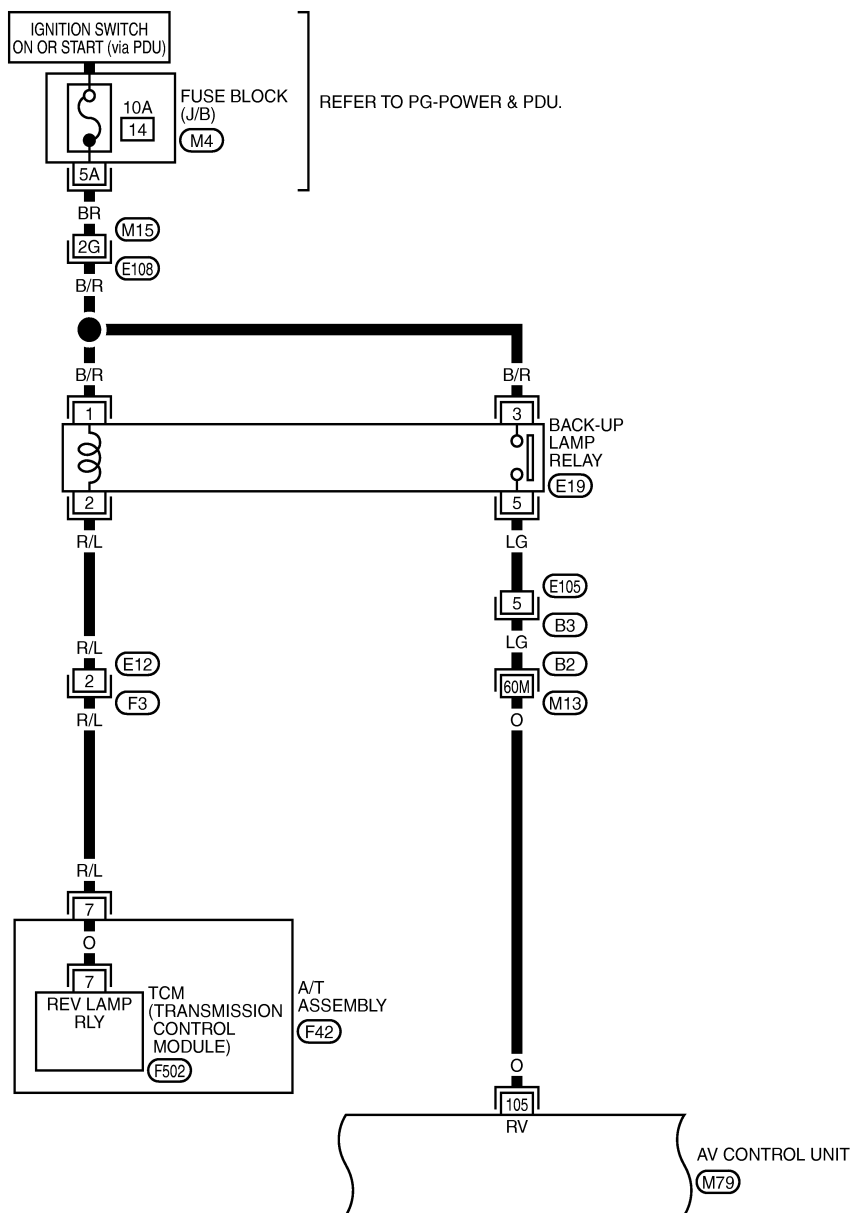 IGNITION SWITCH
ON OR START (via PDU)
FUSE BLOCK
(J/B)
M4
10A
14
REFER TO PG-POWER & PDU.
5A
BR
M15
2G
E108
B/R
B/R
B/R
1
3
BACK-UP
LAMP
RELAY
E19
2
5
R/L
LG
E105
5
B3
R/L
LG
E12
B2
2
60M
F3
M13
R/L
O
R/L
7
O
7
REV LAMP
RLY
TCM
(TRANSMISSION
CONTROL
MODULE)
F502
A/T
ASSEMBLY
F42
O
105
RV
AV CONTROL UNIT
M79